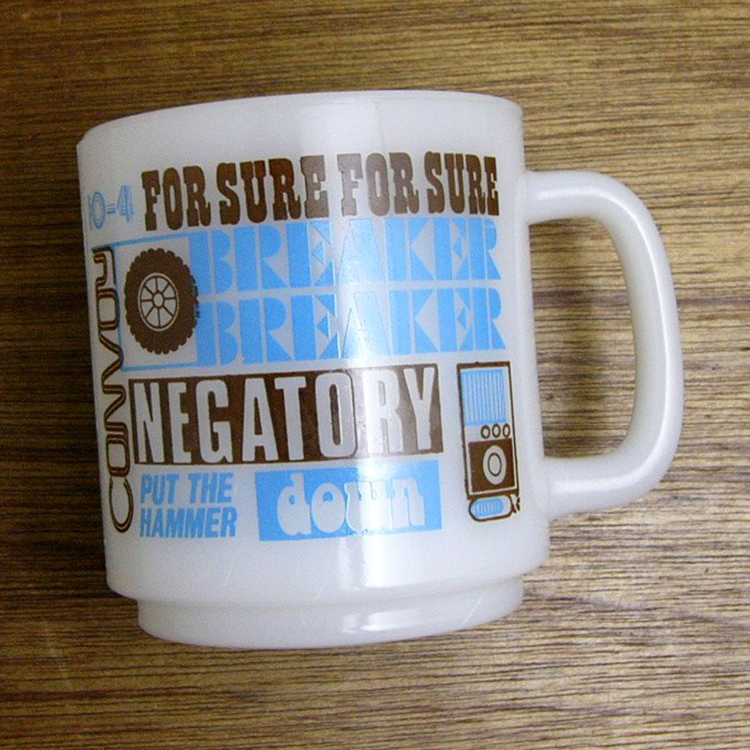 10-4
FOR SURE FOR SURE
CONVOY
BREAKER
BREAKER
NEGATORY
PUT THE
HAMMER
down